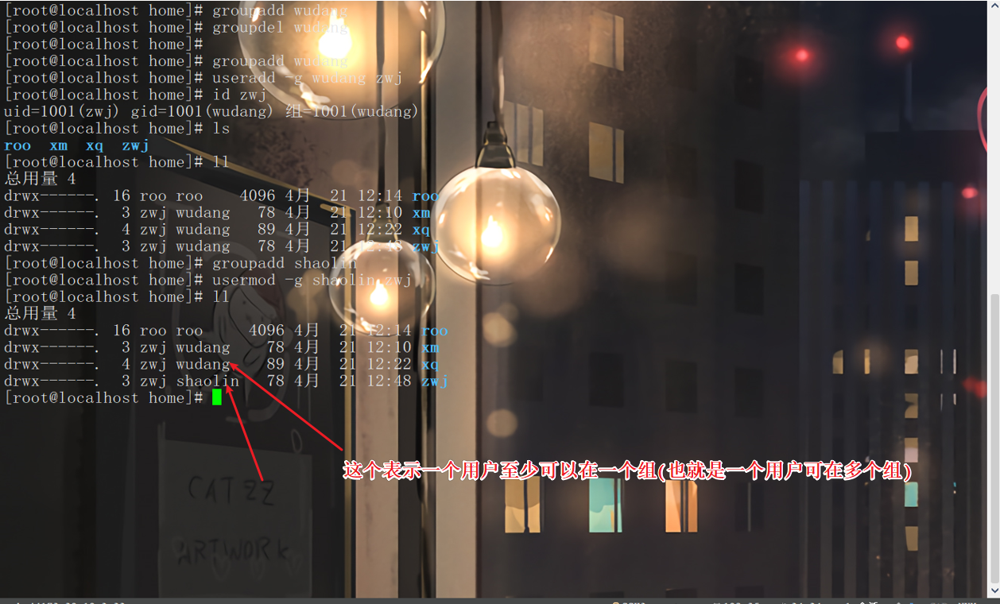 [root@localhost home]# groupadd wudang
[root@localhost home]# groupdel wudang
[root@localhost home]#
[root@localhost home]# groupadd wudang
[root@localhost home]# useradd -g wudang zwj
[root@localhost home]# id zwj
uid=1001(zwj) gid=1001(wudang) 组=1001(wudang)
[root@localhost home]# ls
roo xm xq zwj
[root@localhost home]# ll
总用量 4
drwx------. 16 roo roo 4096 4月 21 12:14 roo
drwx------. 3 zwj wudang 78 4月 21 12:10 xm
drwx------. 4 zwj wudang 89 4月 21 12:22 xq
drwx------. 3 zwj wudang 78 4月 21 12:48 zwj
[root@localhost home]# groupadd shaolin
[root@localhost home]# usermod -g shaolin zwj
[root@localhost home]# ll
总用量 4
drwx------. 16 roo roo 4096 4月 21 12:14 roo
drwx------. 3 zwj wudang 78 4月 21 12:10 xm
drwx------. 4 zwj wudang 89 4月 21 12:22 xq
drwx------. 3 zwj shaolin 78 4月 21 12:48 zwj
[root@localhost home]#
这个表示一个用户至少可以在一个组(也就是一个用户可在多个组)
CATZZ
ARTWORK